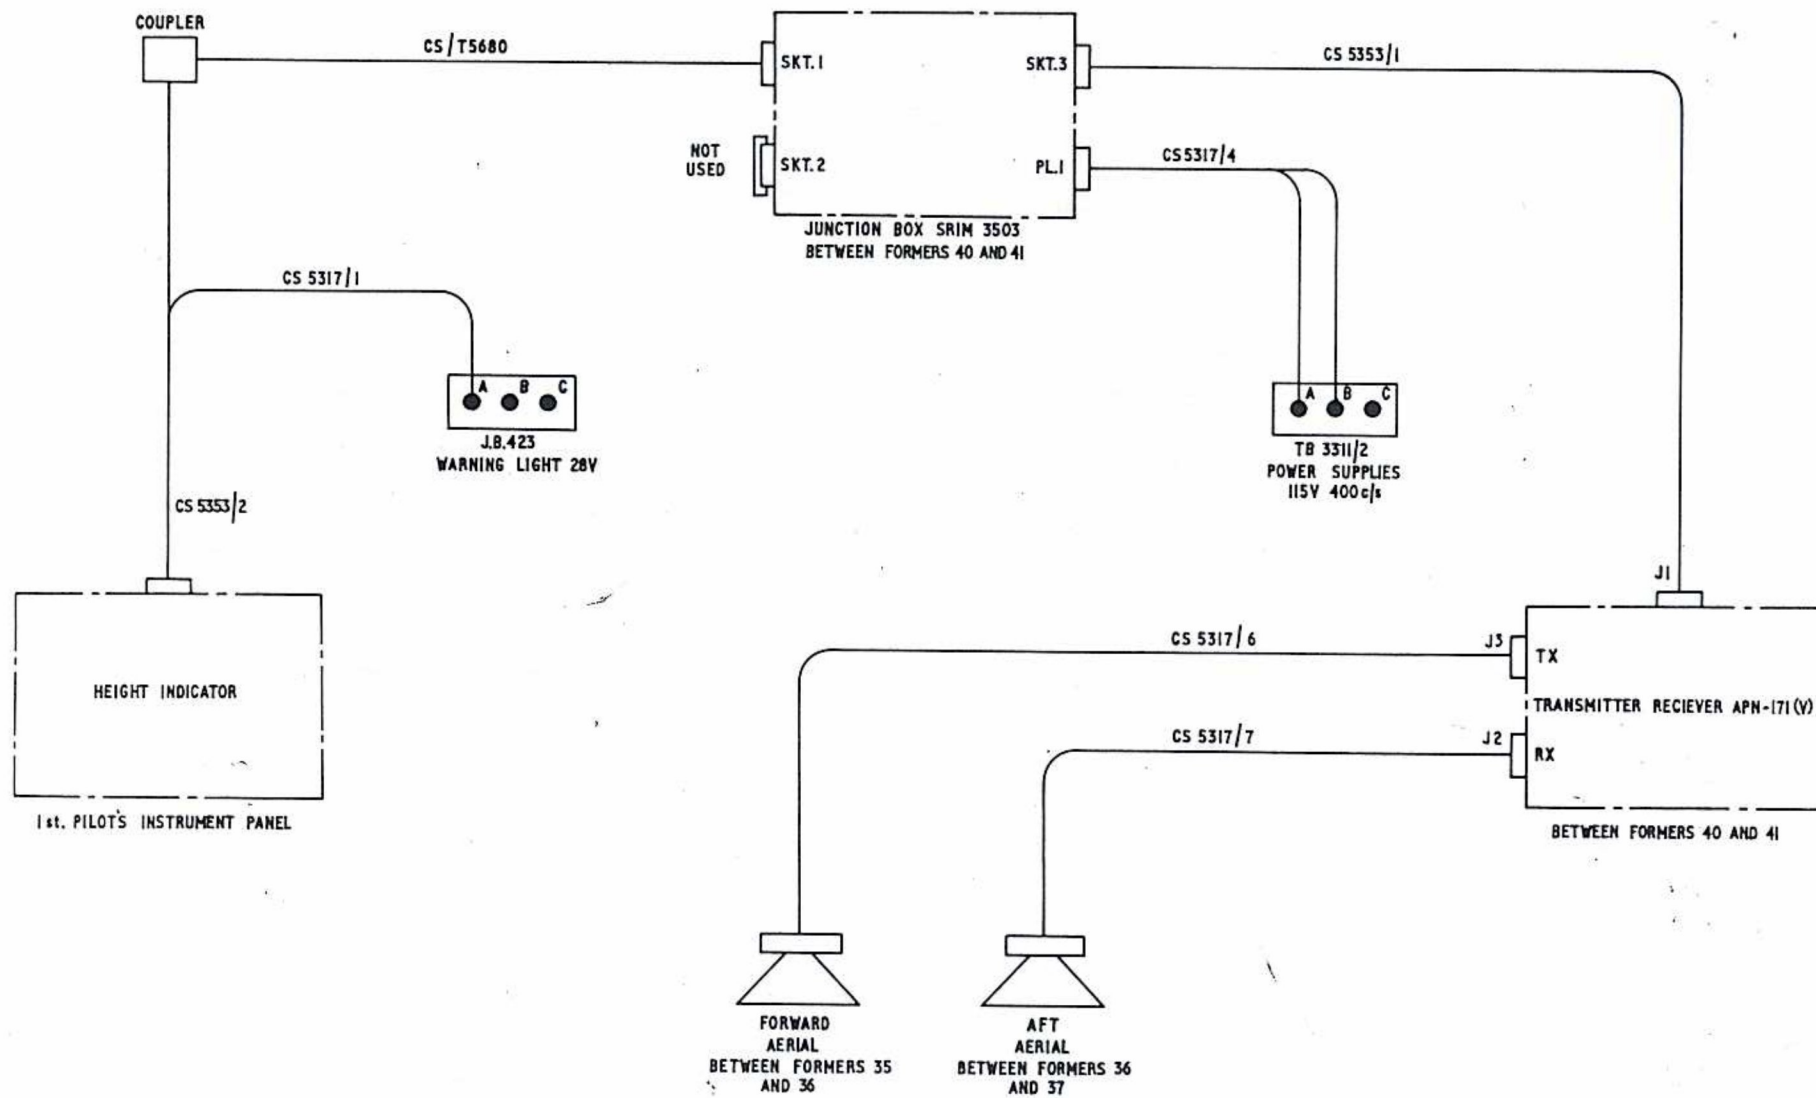 COUPLER
CS/T5680
SKT.1
SKT.3
CS 5353/1
NOT
USED
SKT.2
PL.1
CS5317/4
JUNCTION BOX SRIM 3503
BETWEEN FORMERS 40 AND 41
CS 5317/1
A B C
J.B.423
WARNING LIGHT 28V
A B C
TB 3311/2
POWER SUPPLIES
115V 400c/s
CS 5353/2
HEIGHT INDICATOR
1st. PILOT'S INSTRUMENT PANEL
J1
CS 5317/6
J3
TX
TRANSMITTER RECIEVER APN-171(V)
CS 5317/7
J2
RX
BETWEEN FORMERS 40 AND 41
FORWARD
AERIAL
BETWEEN FORMERS 35
AND 36
AFT
AERIAL
BETWEEN FORMERS 36
AND 37